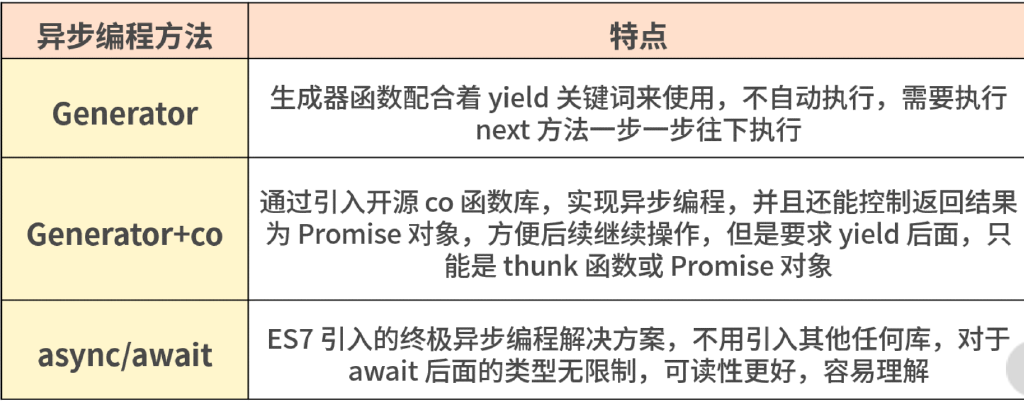 异步编程方法
特点
Generator
生成器函数配合着 yield 关键词来使用，不自动执行，需要执行
next 方法一步一步往下执行
Generator+co
通过引入开源 co 函数库，实现异步编程，并且还能控制返回结果
为 Promise 对象，方便后续继续操作，但是要求 yield 后面，只
能是 thunk 函数或 Promise 对象
async/await
ES7 引入的终极异步编程解决方案，不用引入其他任何库，对于
await 后面的类型无限制，可读性更好，容易理解